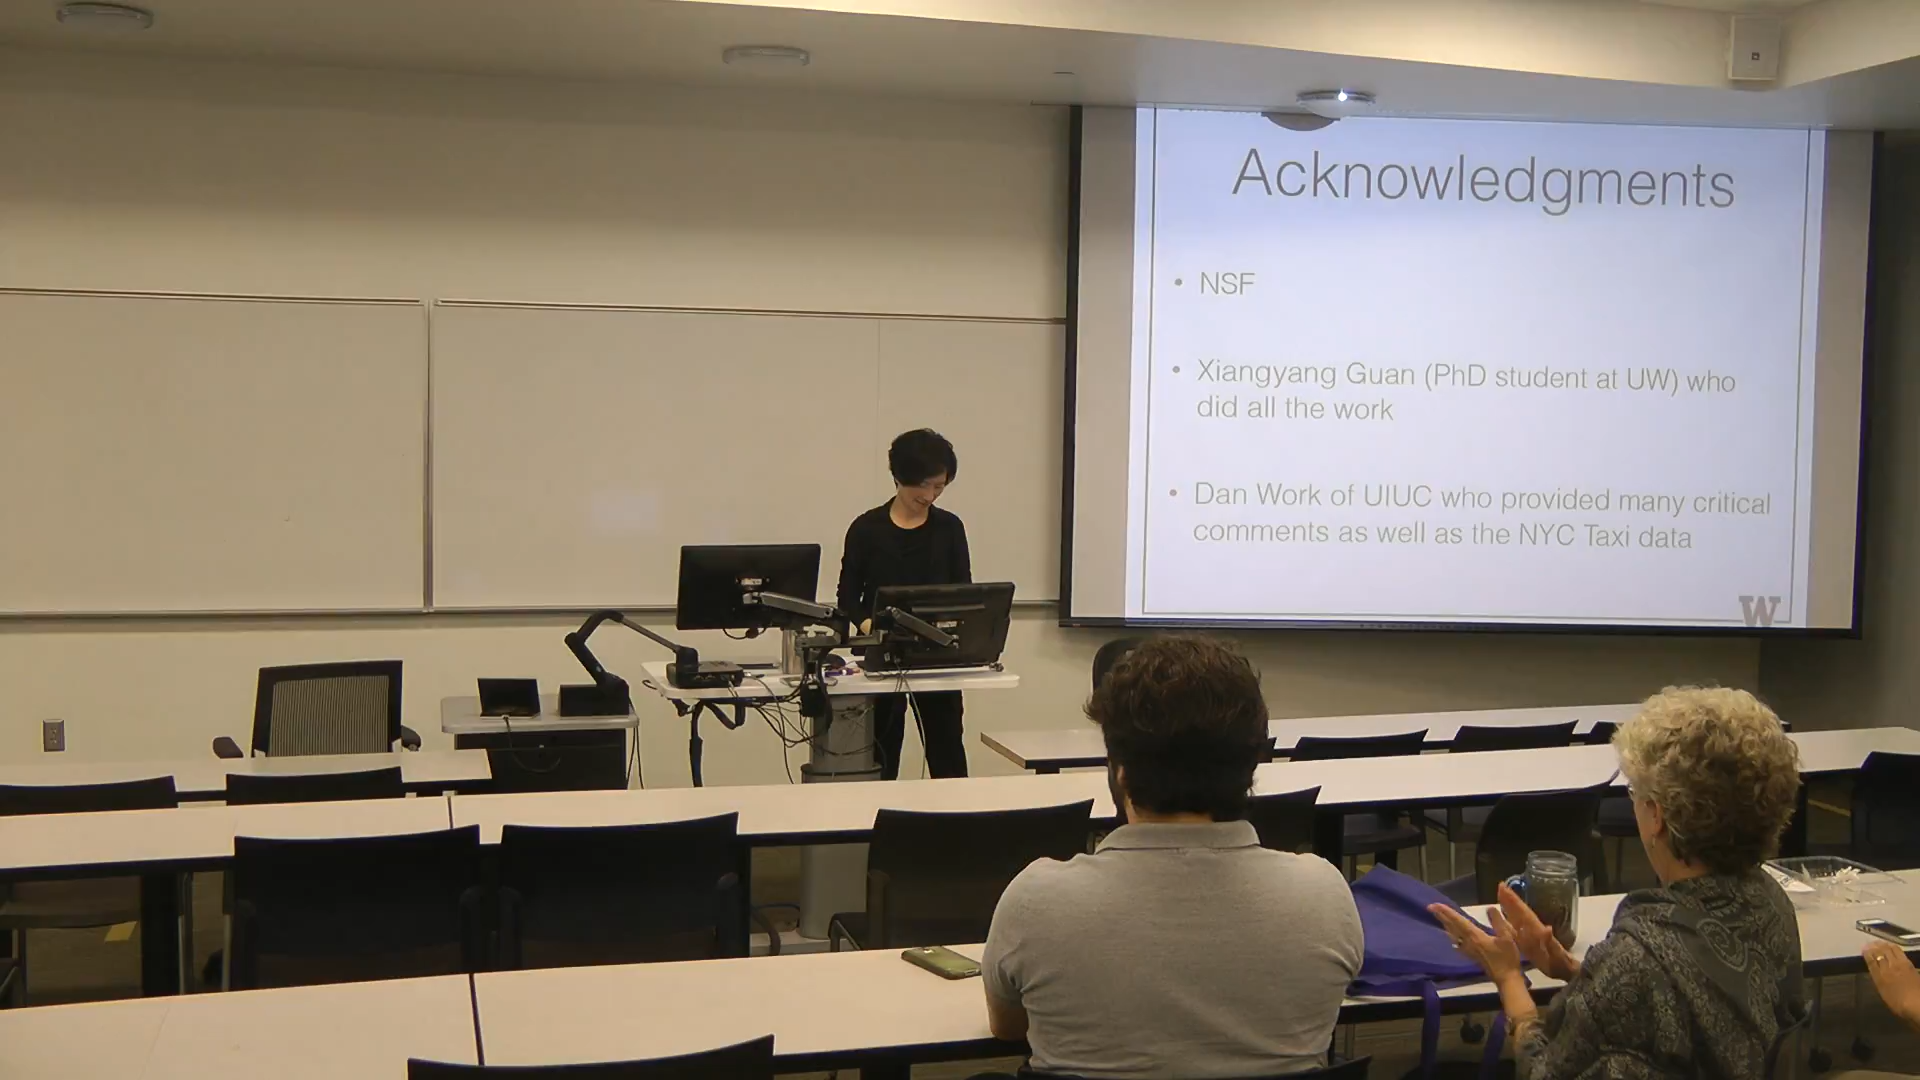 Acknowledgments
• NSF
• Xiangyang Guan (PhD student at UW) who
did all the work
• Dan Work of UIUC who provided many critical
comments as well as the NYC Taxi data
W